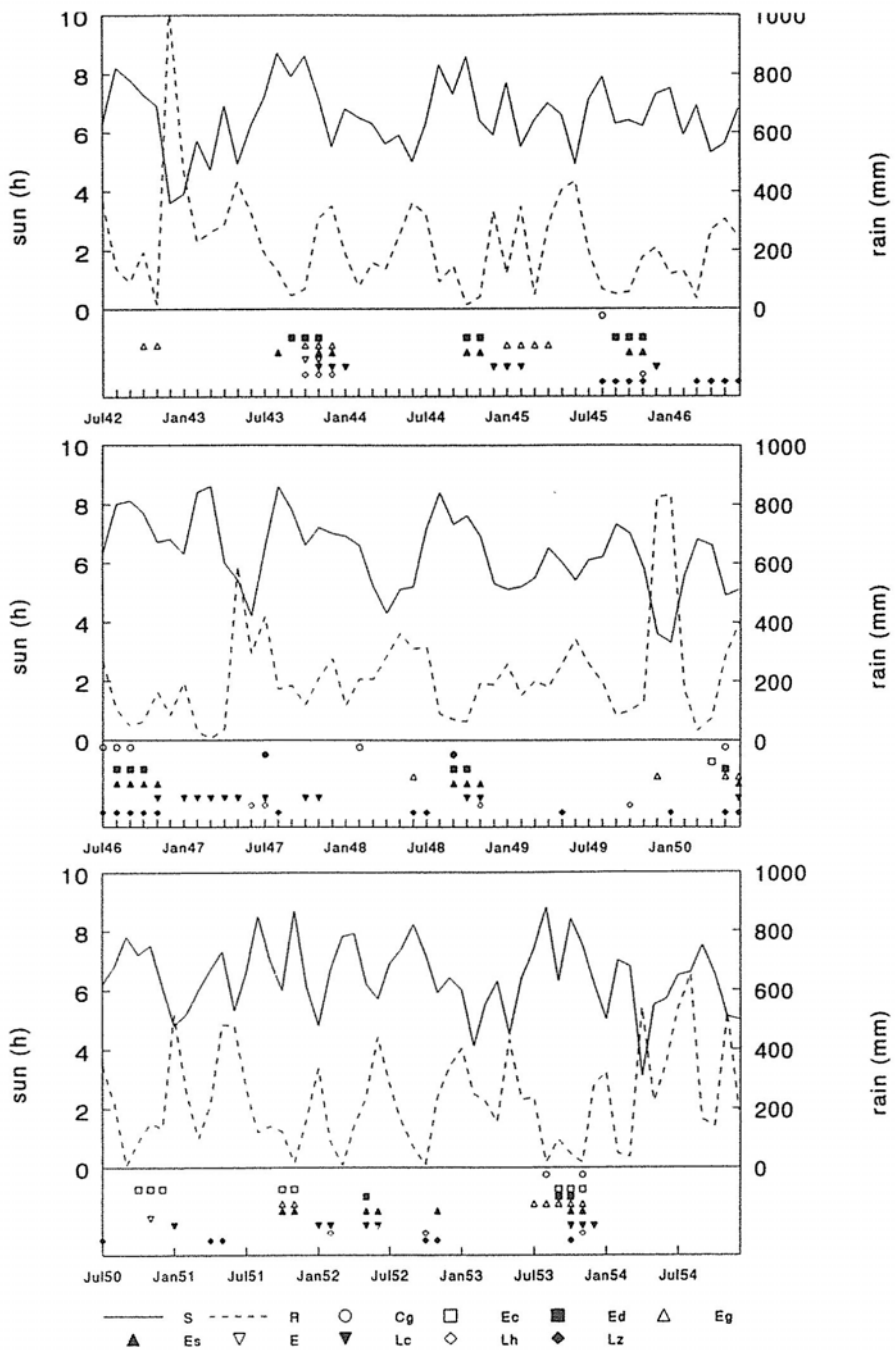 10 1000
8 800
6 600
4 400
2 200
0 0
sun (h) rain (mm)
Jul42 Jan43 Jul43 Jan44 Jul44 Jan45 Jul45 Jan46
10 1000
8 800
6 600
4 400
2 200
0 0
sun (h) rain (mm)
Jul46 Jan47 Jul47 Jan48 Jul48 Jan49 Jul49 Jan50
10 1000
8 800
6 600
4 400
2 200
0 0
sun (h) rain (mm)
Jul50 Jan51 Jul51 Jan52 Jul52 Jan53 Jul53 Jan54 Jul54
S R Cg Ec Ed Eg
Es E Lc Lh Lz